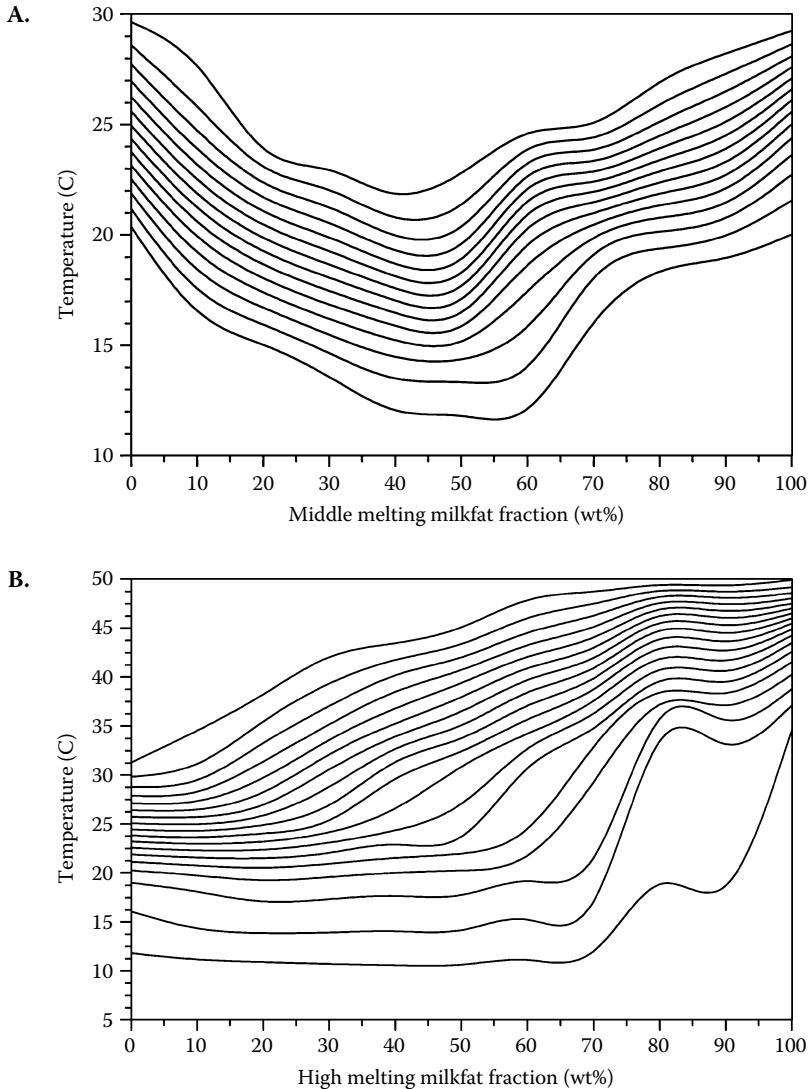 A.
30
25
20
15
10
Temperature (C)
0 10 20 30 40 50 60 70 80 90 100
Middle melting milkfat fraction (wt%)
B.
50
45
40
35
30
25
20
15
10
5
Temperature (C)
0 10 20 30 40 50 60 70 80 90 100
High melting milkfat fraction (wt%)